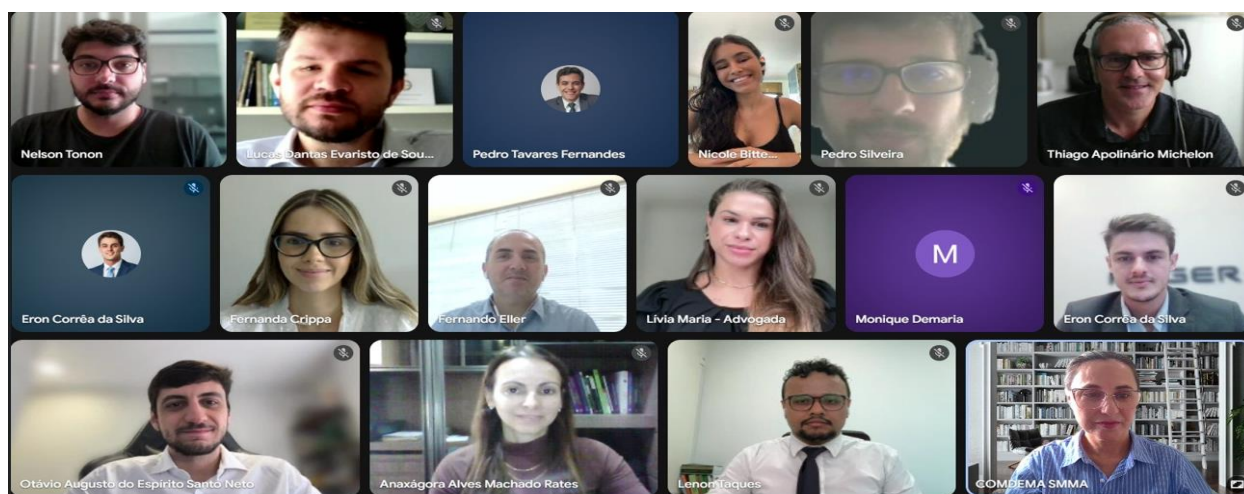 Nelson Tonon
Lucas Dantas Evaristo de Sou...
Pedro Tavares Fernandes
Nicole Bitte...
Pedro Silveira
Thiago Apolinário Michelon
M
Eron Corrêa da Silva
Fernanda Crippa
Fernando Eller
Lívia Maria - Advogada
Monique Demaria
GER
Eron Corrêa da Silva
Otávio Augusto do Espírito Santo Neto
Anaxágora Alves Machado Rates
Lenon Taques
COMDEMA SMMA